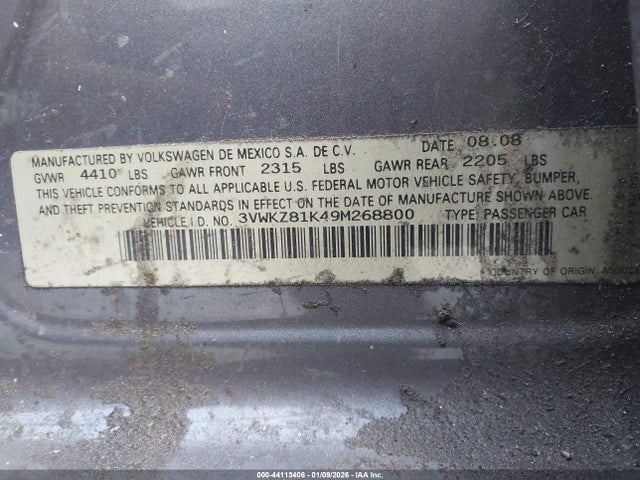 MANUFACTURED BY VOLKSWAGEN DE MEXICO S.A. DE C.V. DATE 08.08
GVWR 4410 LBS GAWR FRONT 2315 LBS GAWR REAR 2205 LBS
THIS VEHICLE CONFORMS TO ALL APPLICABLE U.S. FEDERAL MOTOR VEHICLE SAFETY, BUMPER,
AND THEFT PREVENTION STANDARDS IN EFFECT ON THE DATE OF MANUFACTURE SHOWN ABOVE.
VEHICLE I.D. NO. 3VWKZ81K49M268800 TYPE: PASSENGER CAR
COUNTRY OF ORIGIN: MEXICO
000-44113406 - 01/09/2026 - IAA Inc.